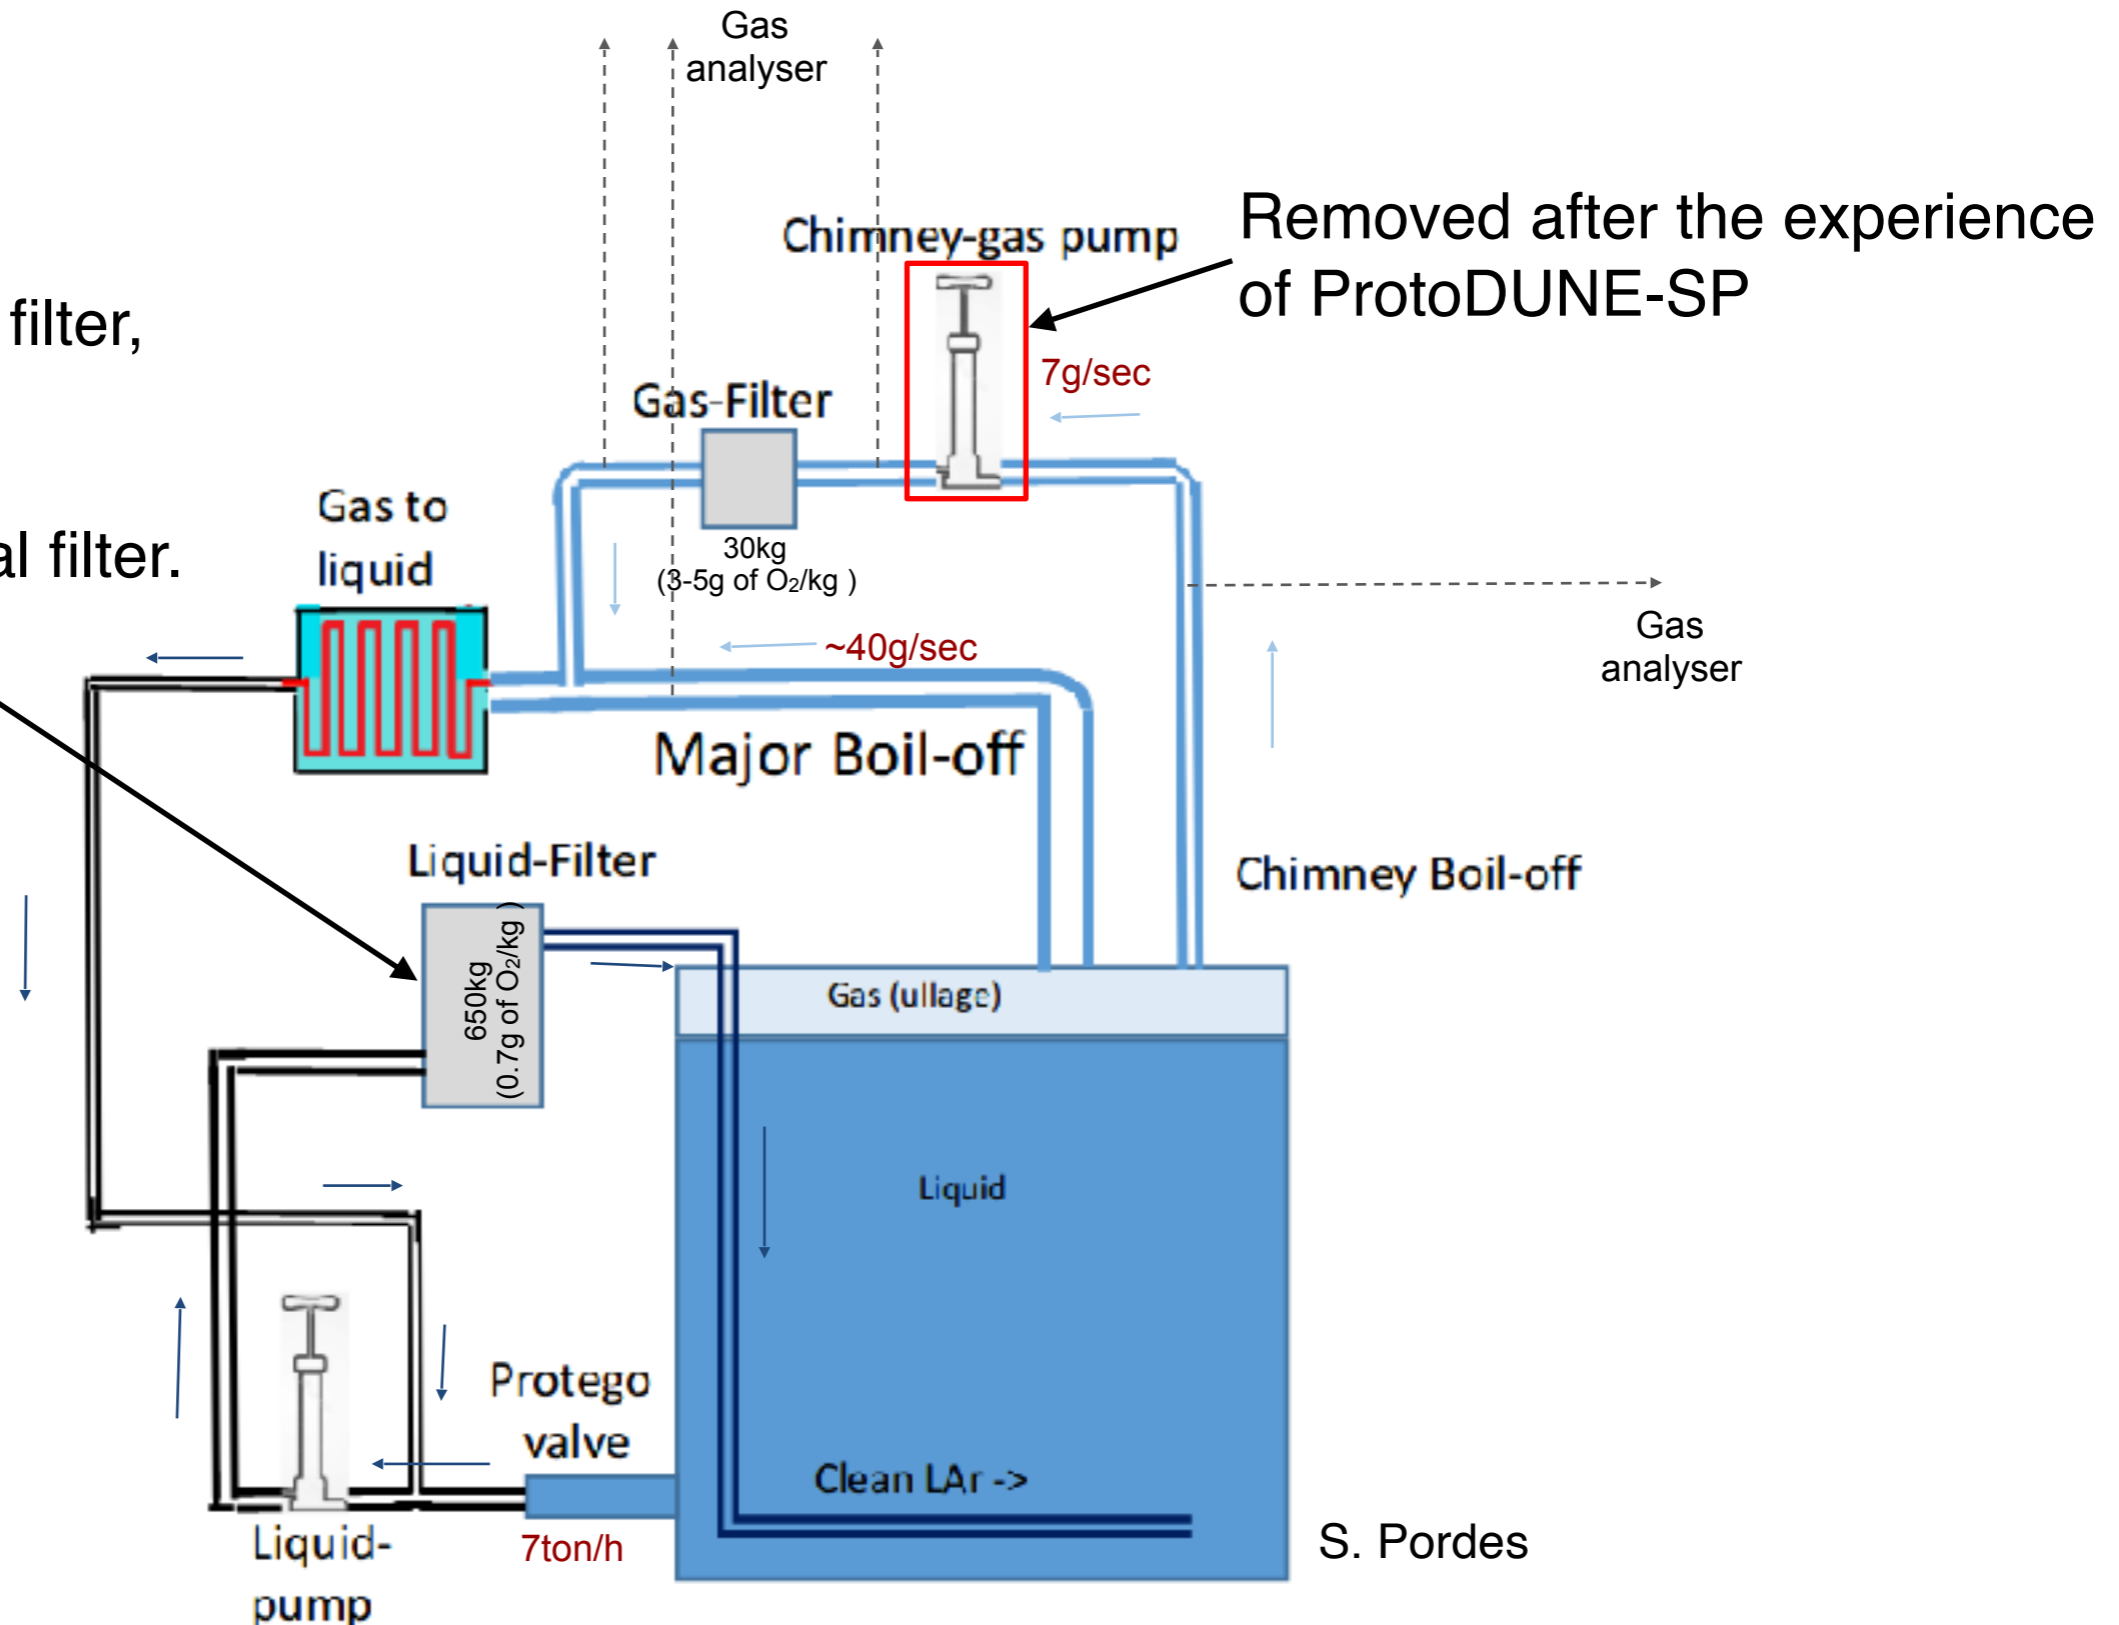 Gas
analyser
Removed after the experience
of ProtoDUNE-SP
Chimney-gas pump
filter,
7g/sec
Gas-Filter
Gas to
liquid
30kg
(3-5g of O₂/kg )
al filter.
~40g/sec
Gas
analyser
Major Boil-off
Liquid-Filter
Chimney Boil-off
650kg
(0.7g of O₂/kg )
Gas (ullage)
Liquid
Protego
valve
Clean LAr ->
7ton/h
S. Pordes
Liquid-
pump